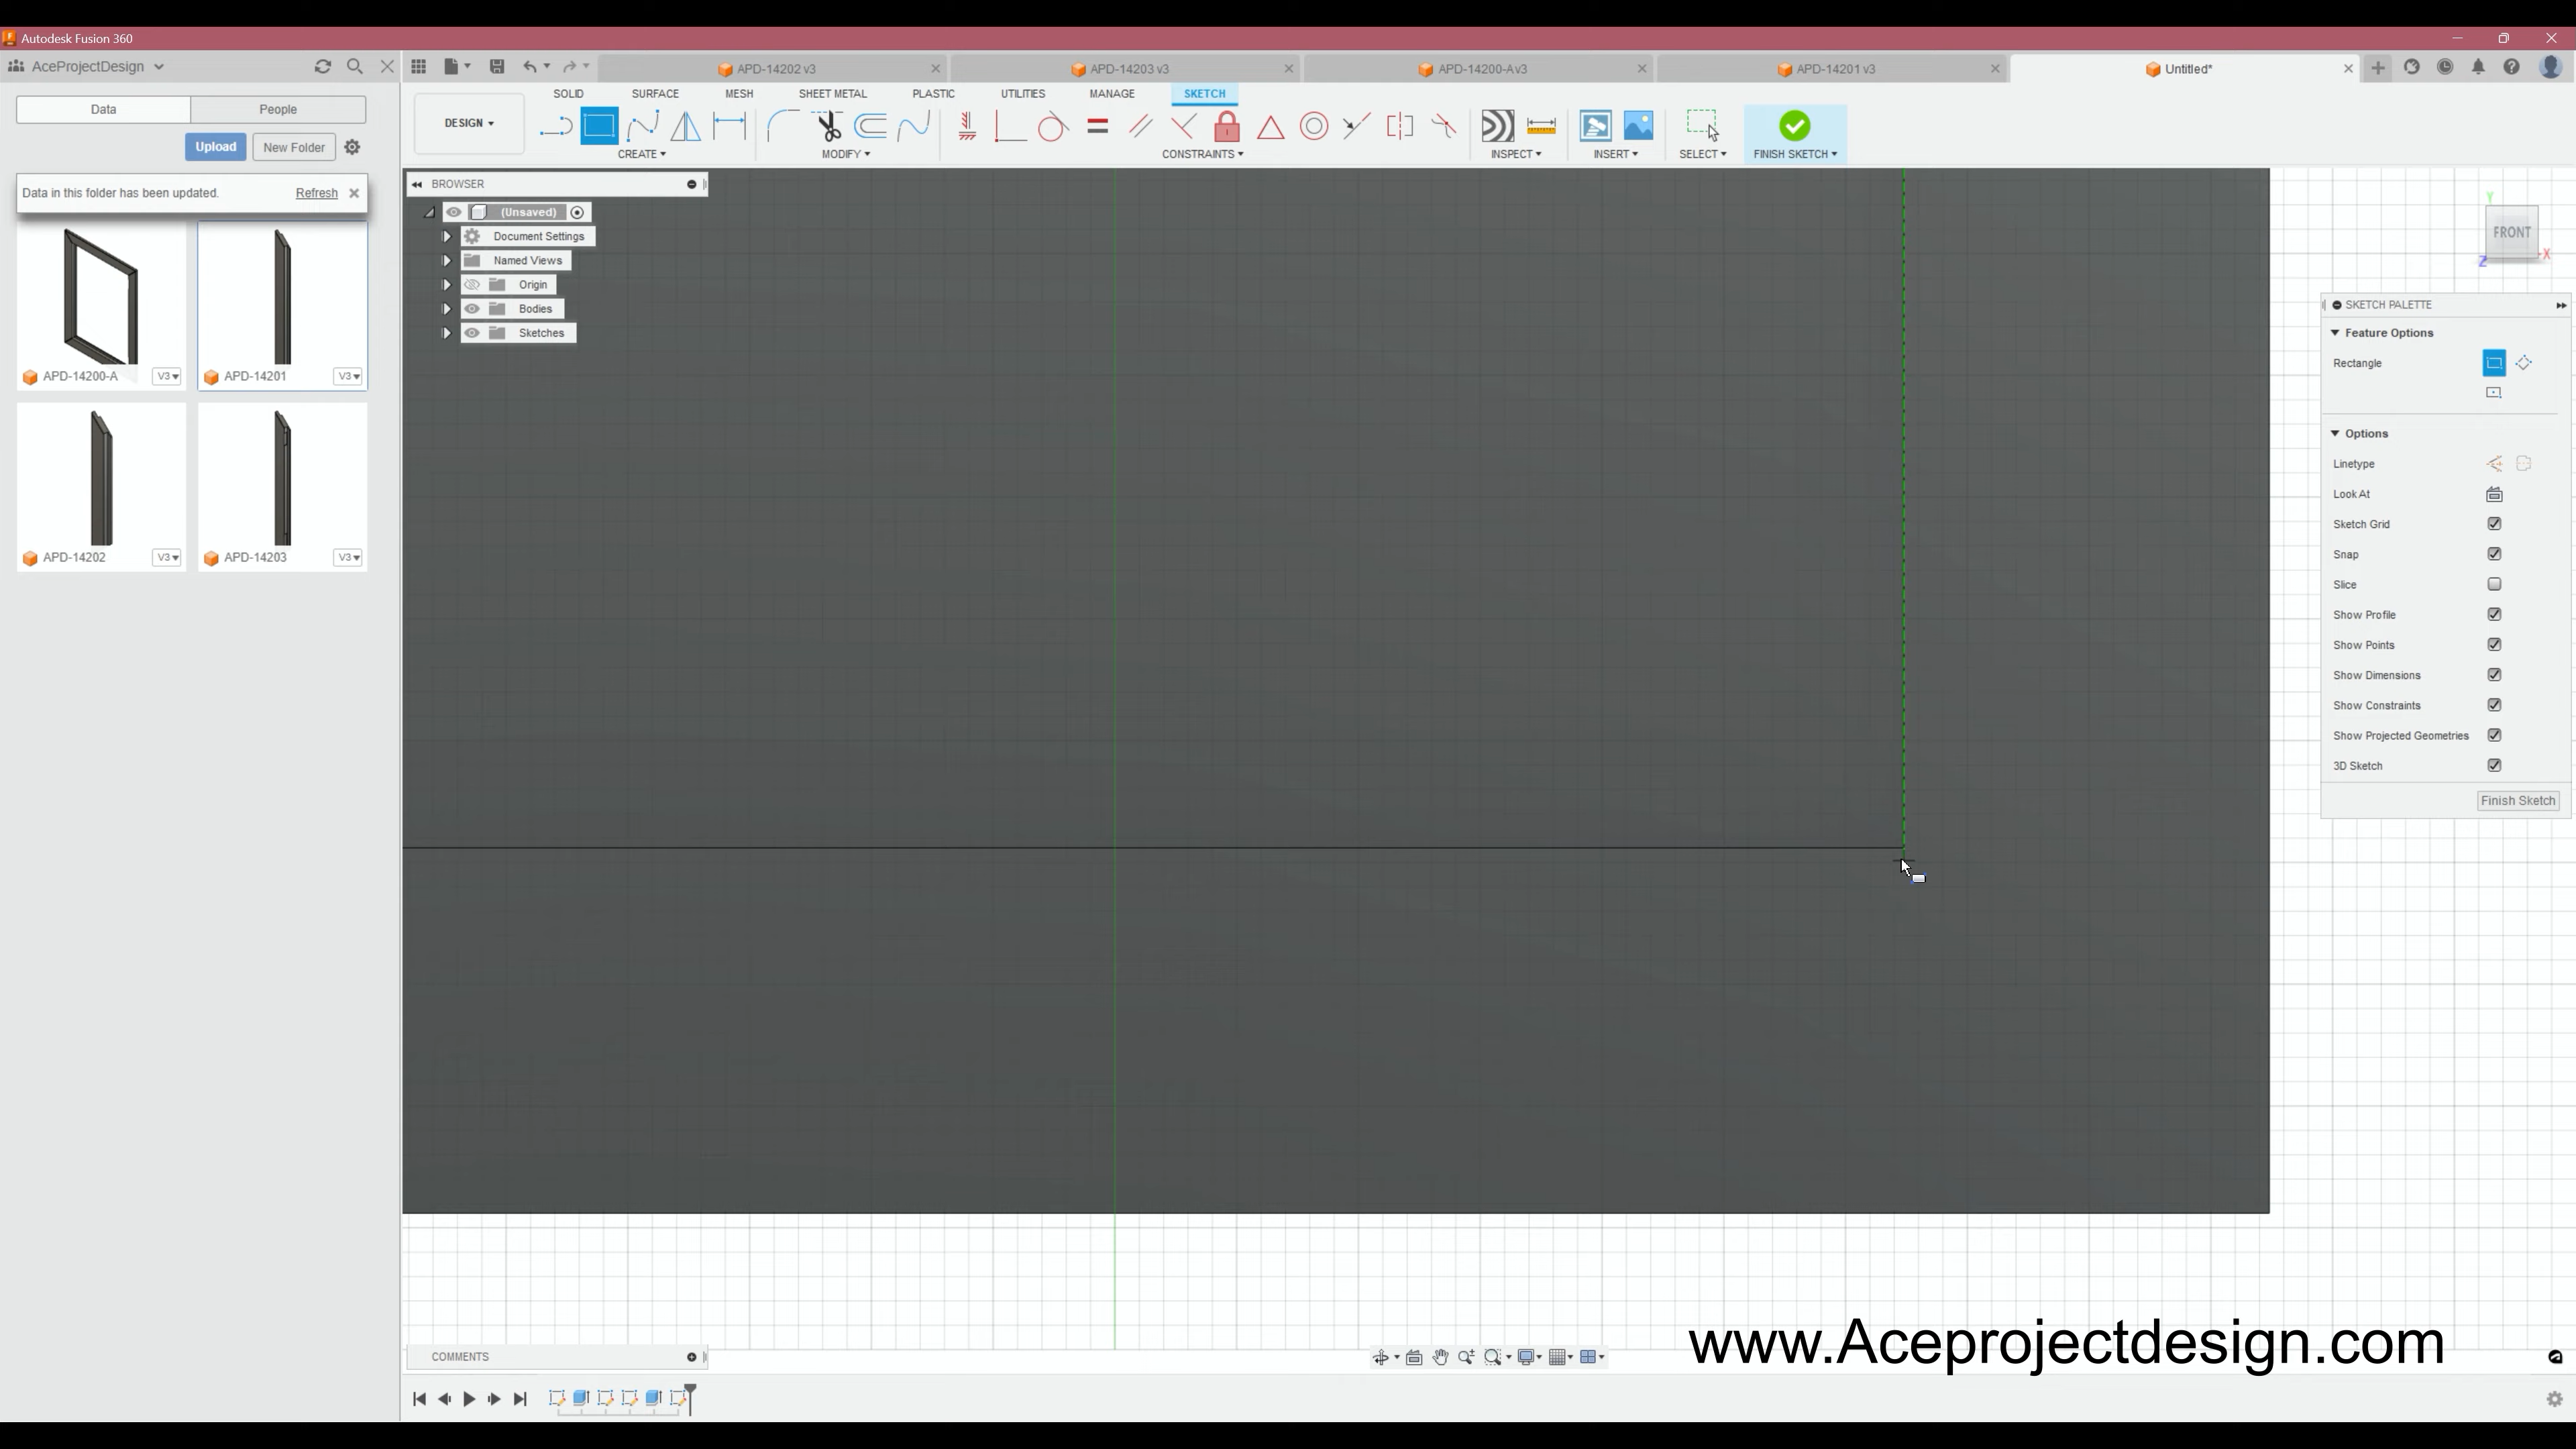 Autodesk Fusion 360
AceProjectDesign
APD-14202 v3
APD-14203 v3
APD-14200-A v3
APD-14201 v3
Untitled*
Data
People
Upload
New Folder
Data in this folder has been updated.
Refresh
APD-14200-A
V3
APD-14201
V3
APD-14202
V3
APD-14203
V3
DESIGN
SOLID
SURFACE
MESH
SHEET METAL
PLASTIC
UTILITIES
MANAGE
SKETCH
CREATE
MODIFY
CONSTRAINTS
INSPECT
INSERT
SELECT
FINISH SKETCH
BROWSER
(Unsaved)
Document Settings
Named Views
Origin
Bodies
Sketches
Y
FRONT
X
Z
SKETCH PALETTE
Feature Options
Rectangle
Options
Linetype
Look At
Sketch Grid
Snap
Slice
Show Profile
Show Points
Show Dimensions
Show Constraints
Show Projected Geometries
3D Sketch
Finish Sketch
www.Aceprojectdesign.com
COMMENTS